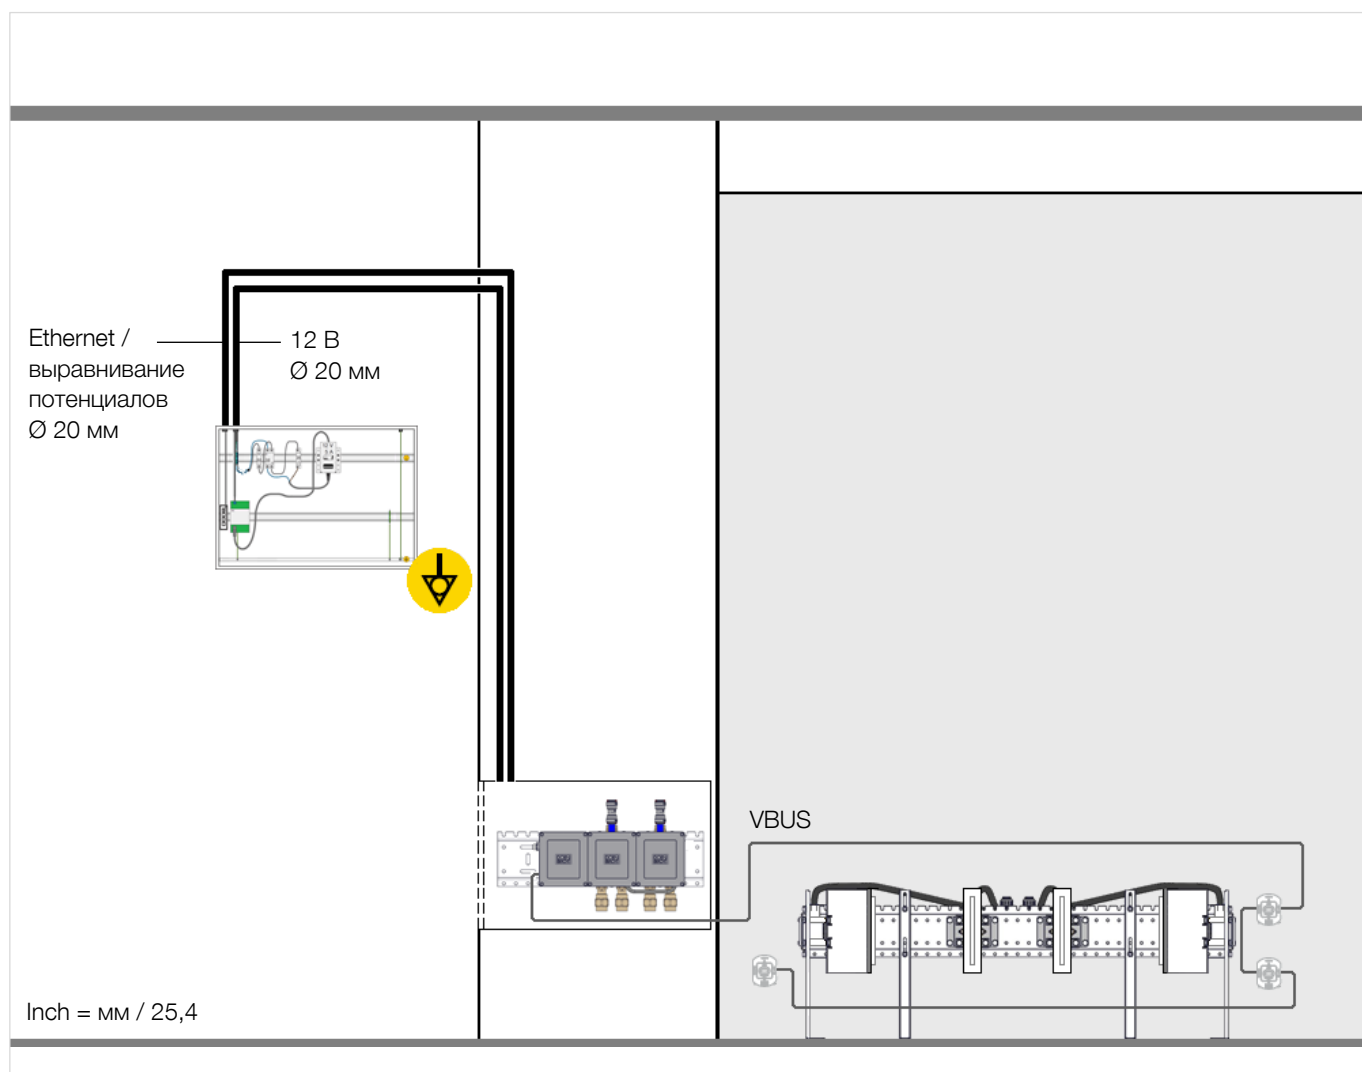 Ethernet /
выравнивание
потенциалов
Ø 20 мм
12 В
Ø 20 мм
VBUS
Inch = мм / 25,4